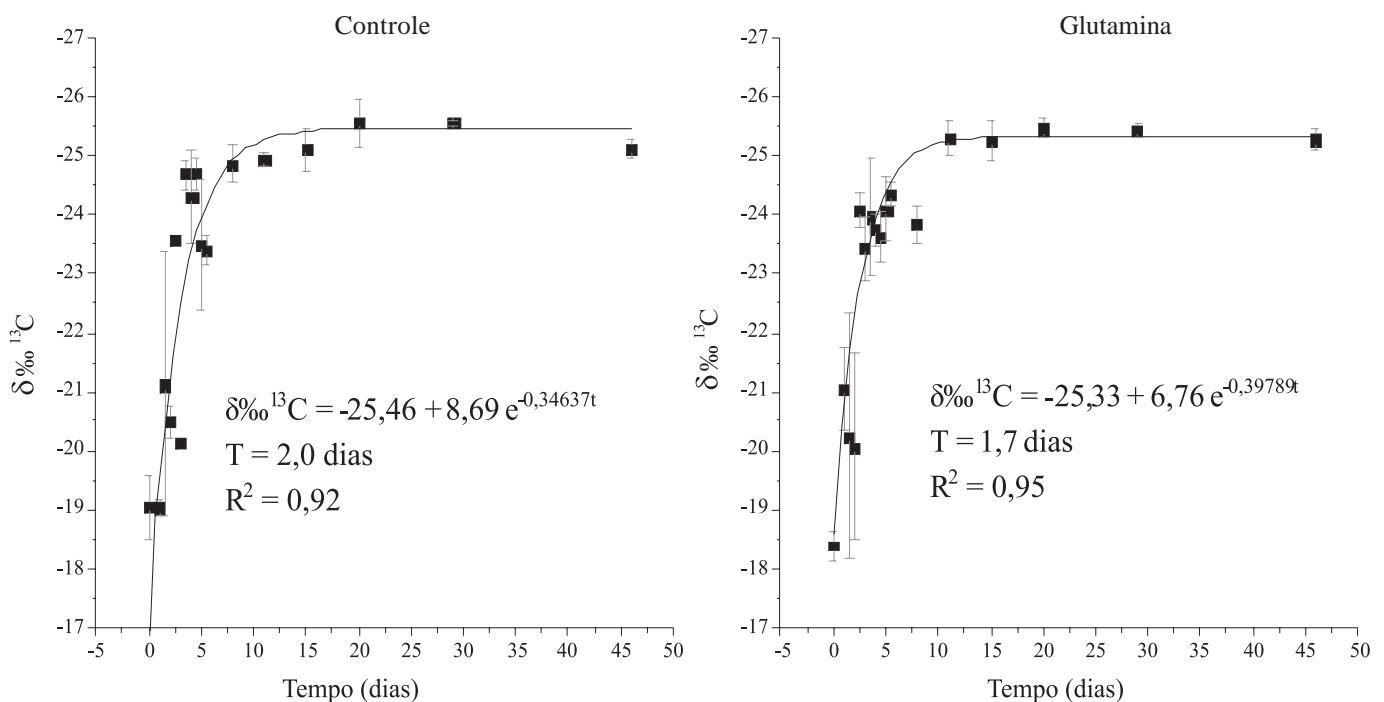 Controle
-27
-26
-25
-24
-23
-22
-21
-20
-19
-18
-17
δ‰ ¹³C
δ‰ ¹³C = -25,46 + 8,69 e^-0,34637t
T = 2,0 dias
R² = 0,92
-5 0 5 10 15 20 25 30 35 40 45 50
Tempo (dias)
Glutamina
-27
-26
-25
-24
-23
-22
-21
-20
-19
-18
-17
δ‰ ¹³C
δ‰ ¹³C = -25,33 + 6,76 e^-0,39789t
T = 1,7 dias
R² = 0,95
-5 0 5 10 15 20 25 30 35 40 45 50
Tempo (dias)